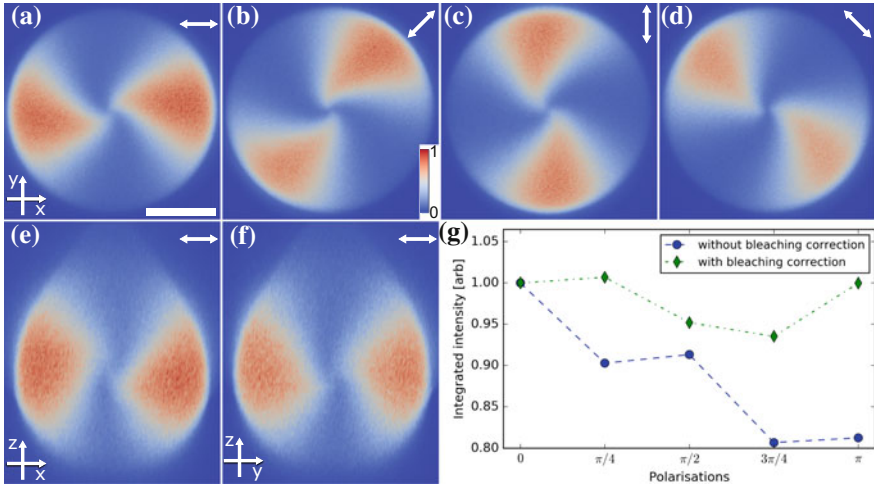 (a)
(b)
(c)
(d)
y
x
1
0
(e)
(f)
(g)
z
x
z
y
1.05
1.00
0.95
0.90
0.85
0.80
Integrated intensity [arb]
without bleaching correction
with bleaching correction
0
π/4
π/2
3π/4
π
Polarisations